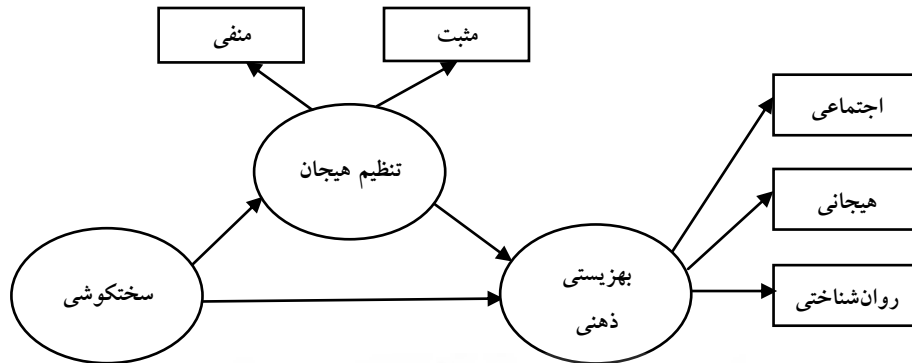 مثبت
منفی
تنظیم هیجان
سختکوشی
بهزیستی
ذهنی
اجتماعی
هیجانی
روان‌شناختی